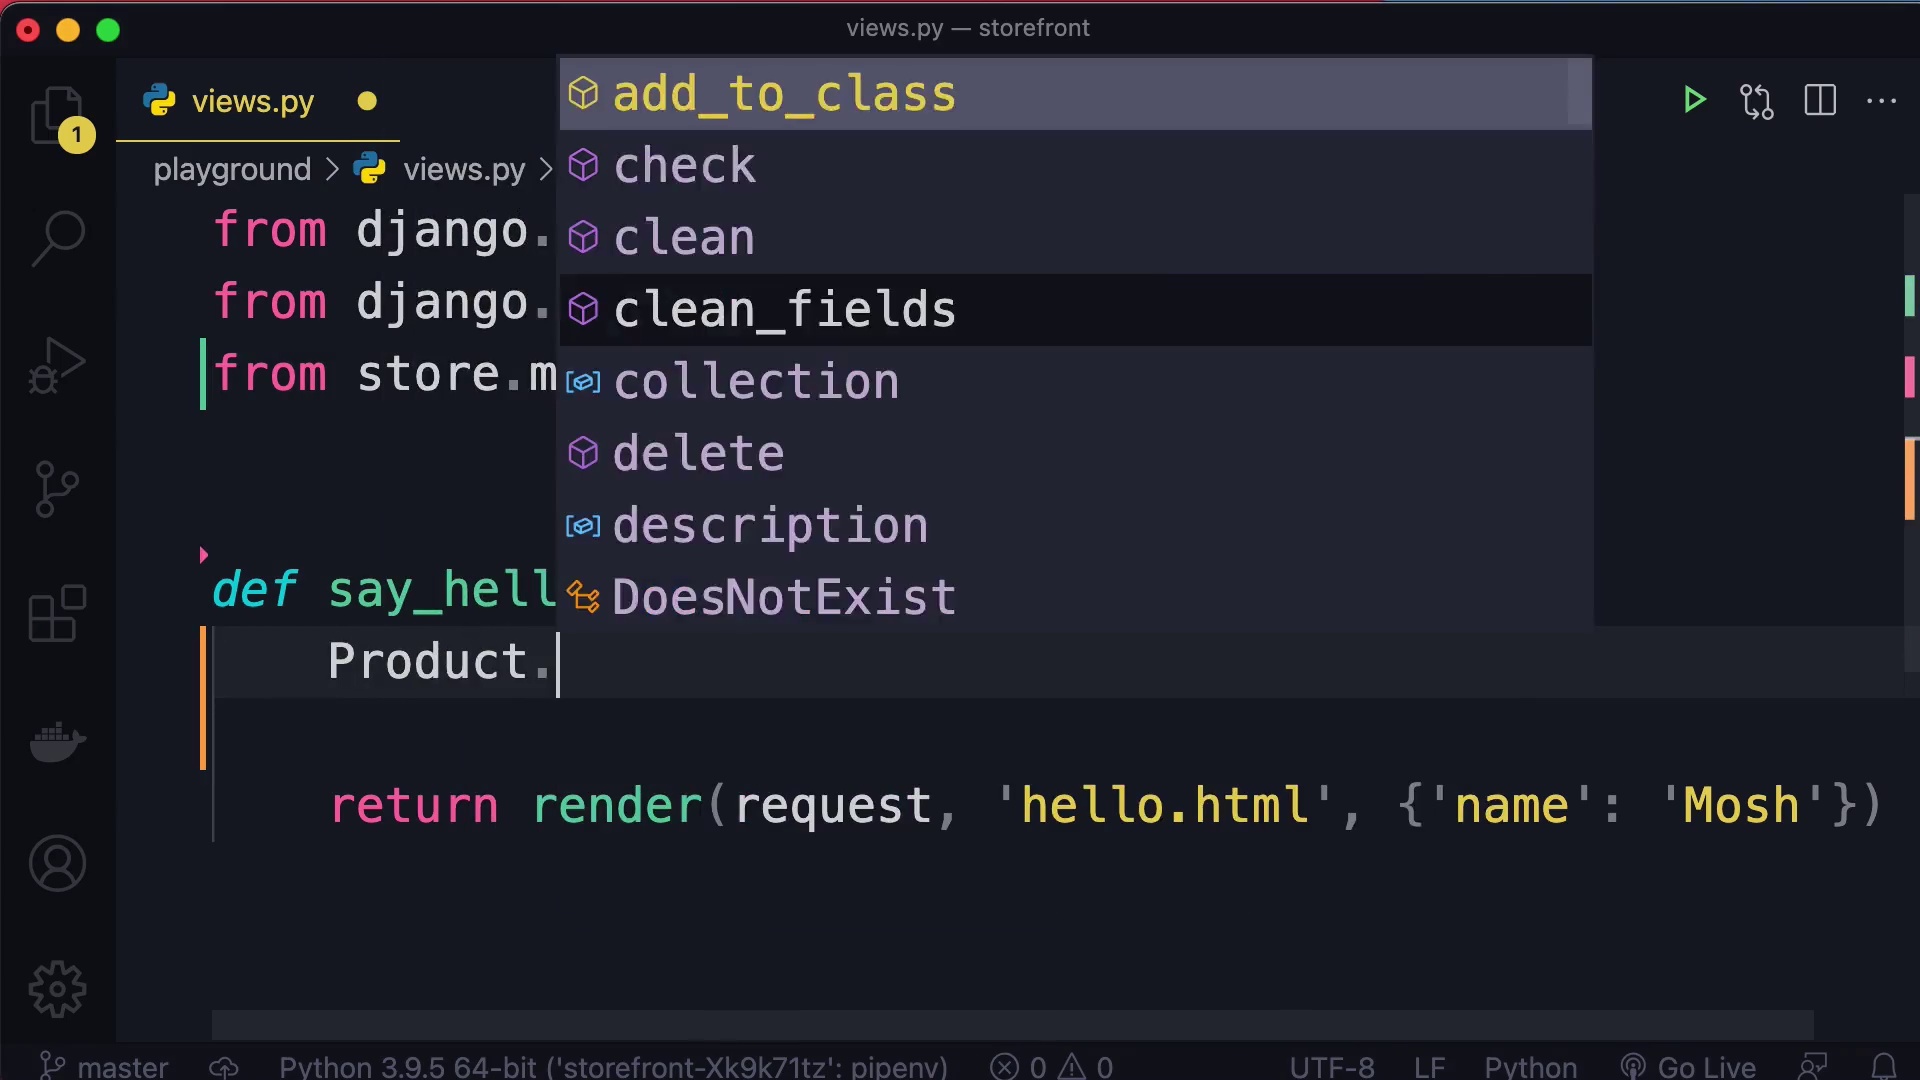 views.py — storefront
views.py
1
playground > views.py >
from django.
from django.
from store.m
add_to_class
check
clean
clean_fields
collection
delete
description
DoesNotExist
def say_hell
Product.
return render(request, 'hello.html', {'name': 'Mosh'})
master Python 3.9.5 64-bit ('storefront-Xk9k71tz': pipenv) 0 0 UTF-8 LF Python Go Live